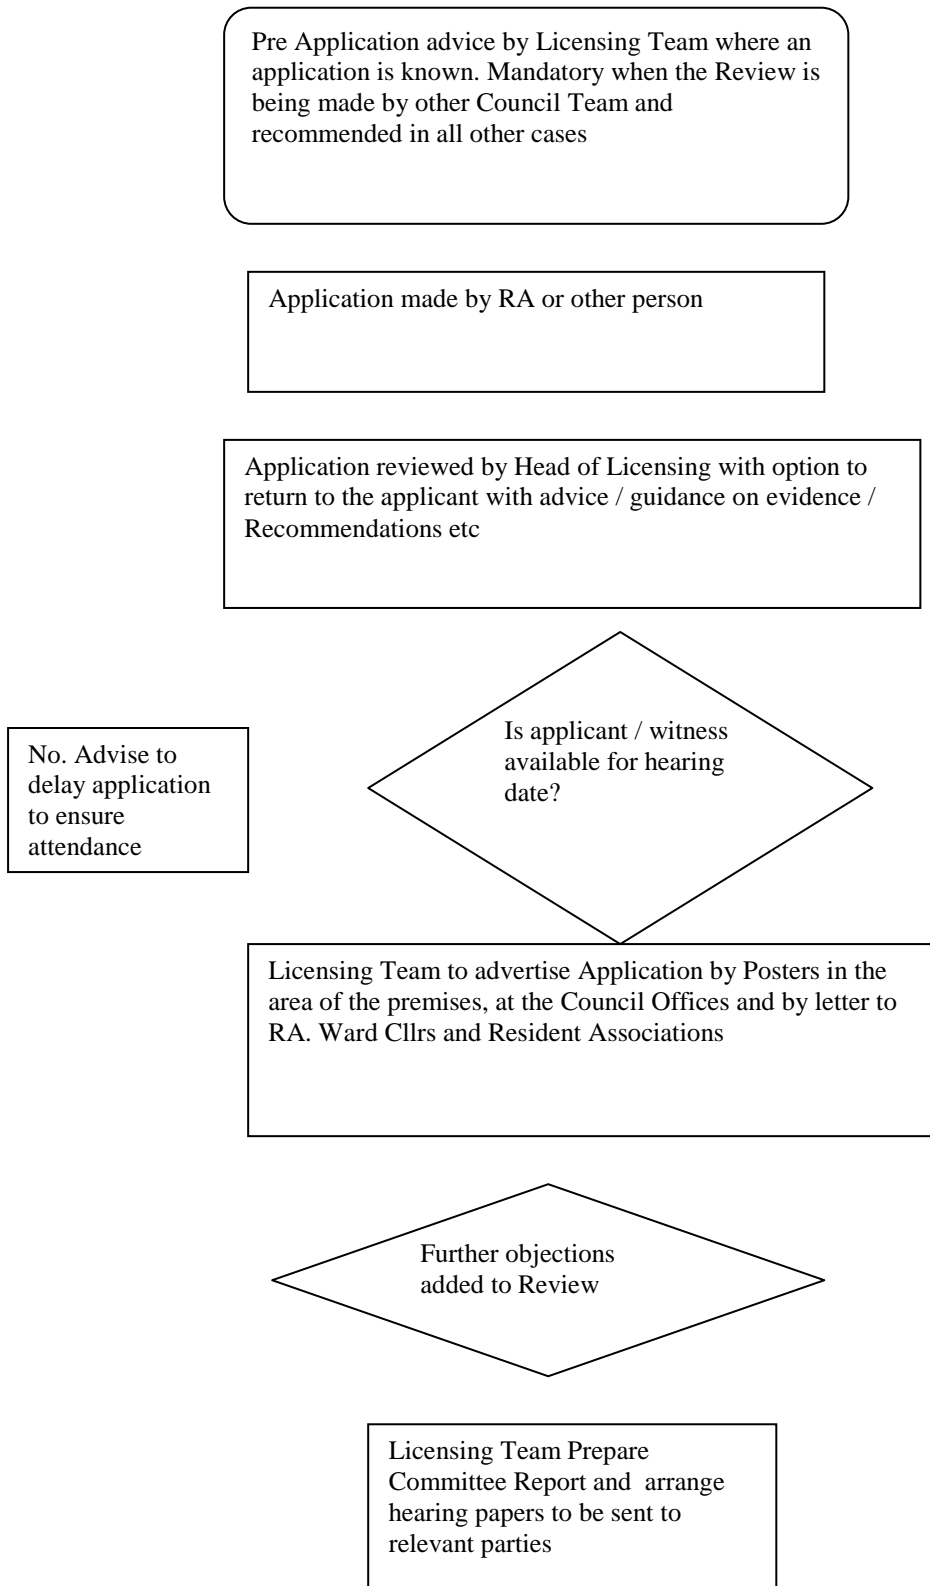 Pre Application advice by Licensing Team where an
application is known. Mandatory when the Review is
being made by other Council Team and
recommended in all other cases
Application made by RA or other person
Application reviewed by Head of Licensing with option to
return to the applicant with advice / guidance on evidence /
Recommendations etc
Is applicant / witness
available for hearing
date?
No. Advise to
delay application
to ensure
attendance
Licensing Team to advertise Application by Posters in the
area of the premises, at the Council Offices and by letter to
RA. Ward Cllrs and Resident Associations
Further objections
added to Review
Licensing Team Prepare
Committee Report and  arrange
hearing papers to be sent to
relevant parties